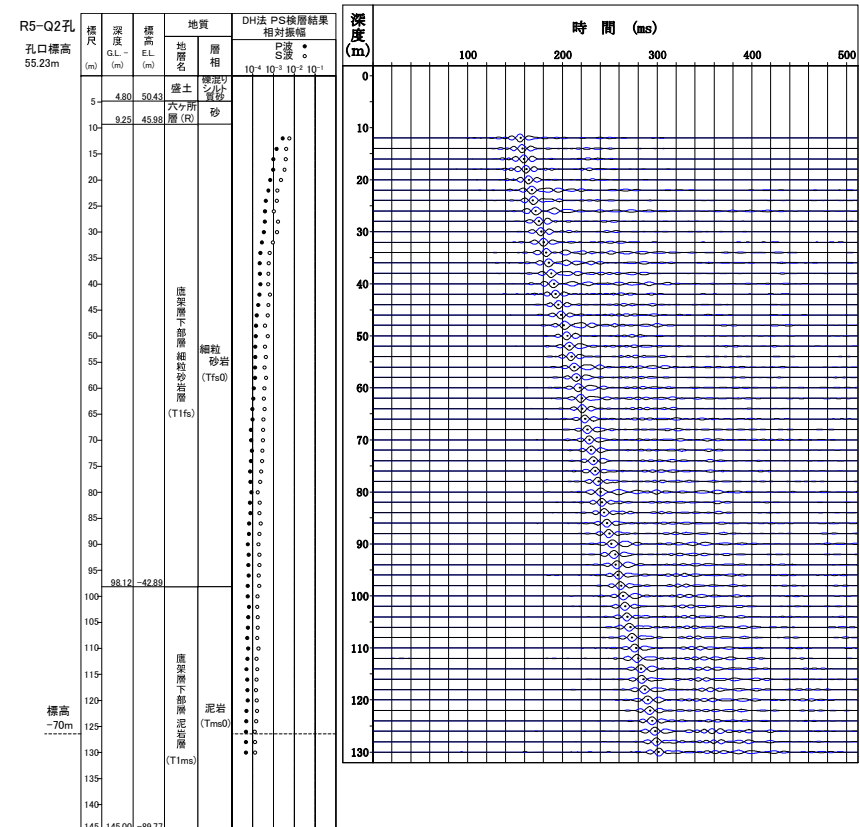 R5-Q2孔
孔口標高
55.23m
標尺
(m)
深度
G.L. -
(m)
標高
E.L.
(m)
地質
地層名
層相
DH法 PS検層結果
相対振幅
P波 ●
S波 ○
10-4 10-3 10-2 10-1
盛土
礫混り
シルト
質砂
4.80 50.43
六ヶ所
層(R)
砂
9.25 45.98
5
10
15
20
25
30
35
40
45
50
55
60
65
70
75
80
85
90
95
100
105
110
115
120
125
130
135
140
145
鷹架層下部層 細粒砂岩層
(T1fs)
細粒
砂岩
(Tfs0)
98.12 -42.89
鷹架層下部層 泥岩層
(T1ms)
泥岩
(Tms0)
標高
-70m
145.00 -89.77
深度
(m)
時 間 (ms)
0 100 200 300 400 500
0
10
20
30
40
50
60
70
80
90
100
110
120
130